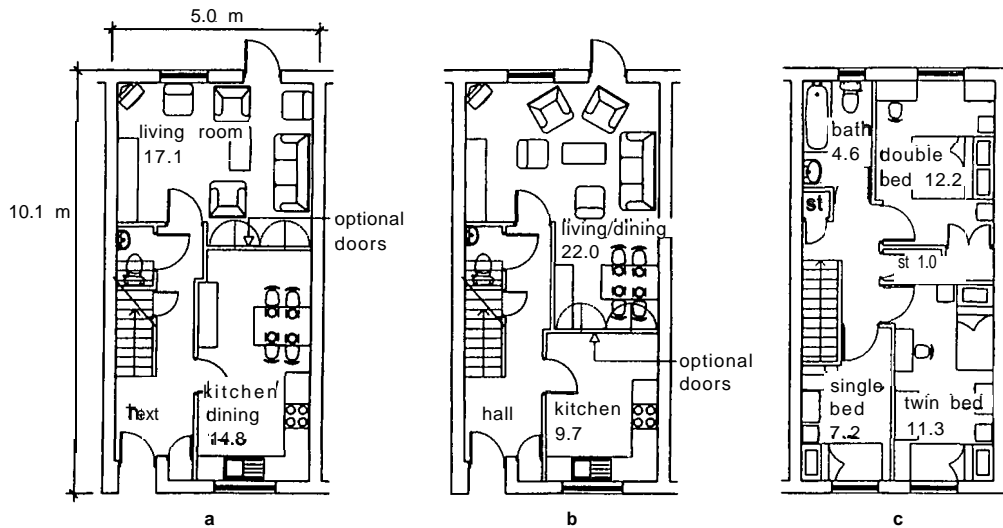 5.0 m
10.1 m
living room
17.1
optional
doors
kitchen/
dining
14.8
a
living/dining
22.0
optional
doors
hall
kitchen
9.7
b
bath
4.6
double
bed 12.2
st
st 1.0
single
bed
7.2
twin bed
11.3
c